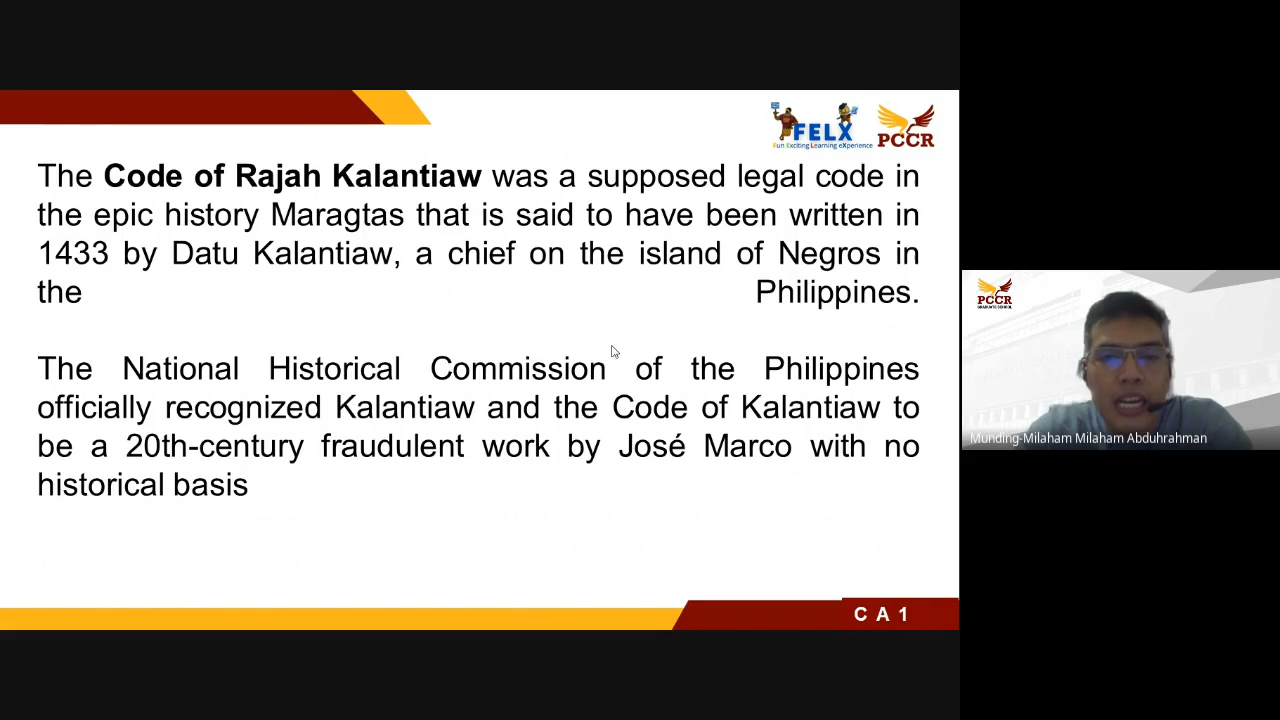 FELX
Fun Exciting Learning eXperience
PCCR
The Code of Rajah Kalantiaw was a supposed legal code in
the epic history Maragtas that is said to have been written in
1433 by Datu Kalantiaw, a chief on the island of Negros in
the Philippines.
The National Historical Commission of the Philippines
officially recognized Kalantiaw and the Code of Kalantiaw to
be a 20th-century fraudulent work by José Marco with no
historical basis
CA1
PCCR
GRADUATE SCHOOL
Munding-Milaham Milaham Abduhrahman